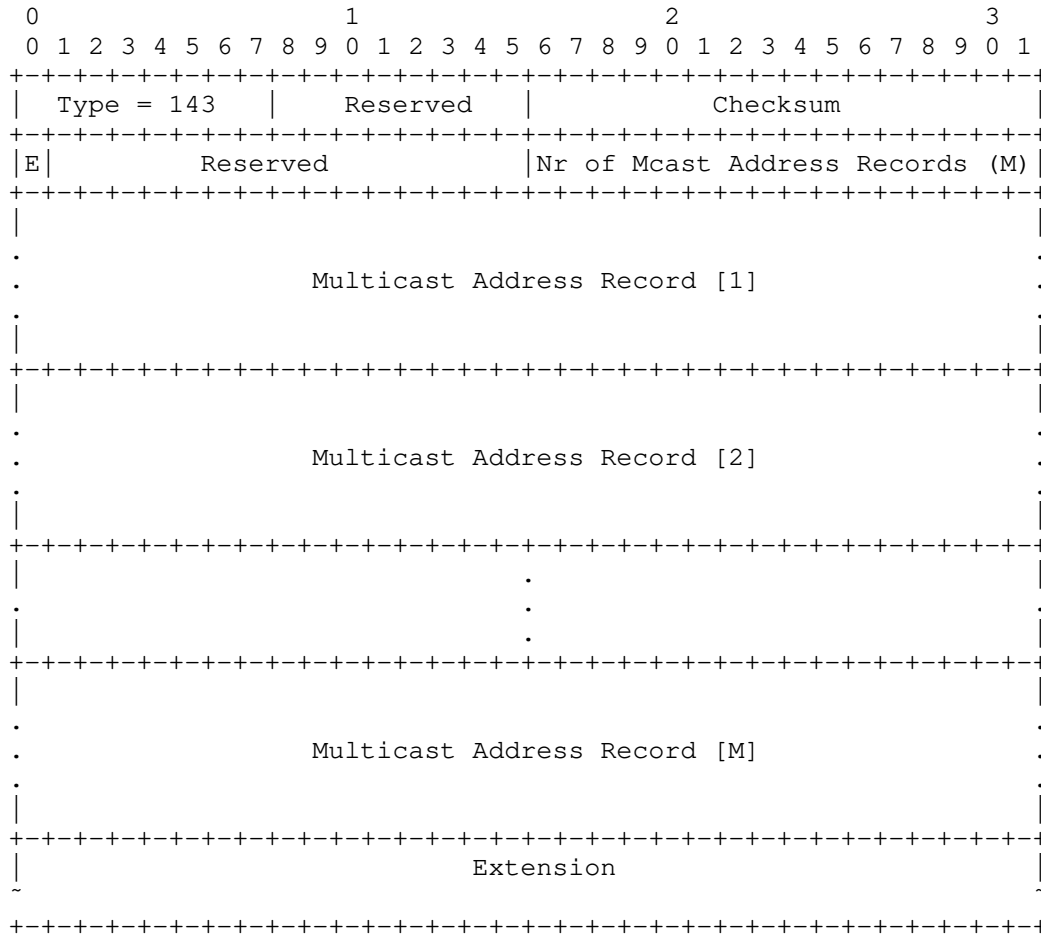 0                   1                   2                   3
 0 1 2 3 4 5 6 7 8 9 0 1 2 3 4 5 6 7 8 9 0 1 2 3 4 5 6 7 8 9 0 1
+-+-+-+-+-+-+-+-+-+-+-+-+-+-+-+-+-+-+-+-+-+-+-+-+-+-+-+-+-+-+-+-+
|  Type = 143   |    Reserved   |           Checksum            |
+-+-+-+-+-+-+-+-+-+-+-+-+-+-+-+-+-+-+-+-+-+-+-+-+-+-+-+-+-+-+-+-+
|E|         Reserved            |Nr of Mcast Address Records (M)|
+-+-+-+-+-+-+-+-+-+-+-+-+-+-+-+-+-+-+-+-+-+-+-+-+-+-+-+-+-+-+-+-+
|                                                               |
.                                                               .
.                  Multicast Address Record [1]                 .
.                                                               .
|                                                               |
+-+-+-+-+-+-+-+-+-+-+-+-+-+-+-+-+-+-+-+-+-+-+-+-+-+-+-+-+-+-+-+-+
|                                                               |
.                                                               .
.                  Multicast Address Record [2]                 .
.                                                               .
|                                                               |
+-+-+-+-+-+-+-+-+-+-+-+-+-+-+-+-+-+-+-+-+-+-+-+-+-+-+-+-+-+-+-+-+
|                               .                               |
.                               .                               .
|                               .                               |
+-+-+-+-+-+-+-+-+-+-+-+-+-+-+-+-+-+-+-+-+-+-+-+-+-+-+-+-+-+-+-+-+
|                                                               |
.                                                               .
.                  Multicast Address Record [M]                 .
.                                                               .
|                                                               |
+-+-+-+-+-+-+-+-+-+-+-+-+-+-+-+-+-+-+-+-+-+-+-+-+-+-+-+-+-+-+-+-+
|                            Extension                          |
~                                                               ~
+-+-+-+-+-+-+-+-+-+-+-+-+-+-+-+-+-+-+-+-+-+-+-+-+-+-+-+-+-+-+-+-+